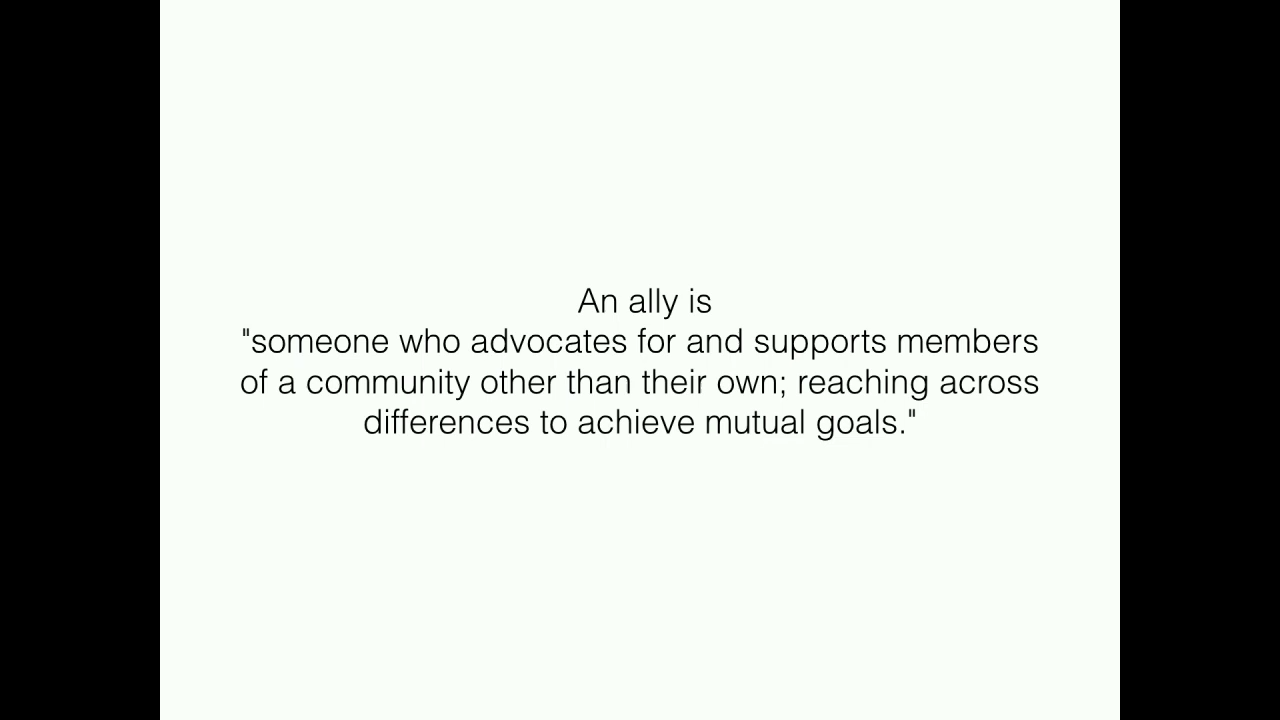 An ally is
"someone who advocates for and supports members
of a community other than their own; reaching across
differences to achieve mutual goals."